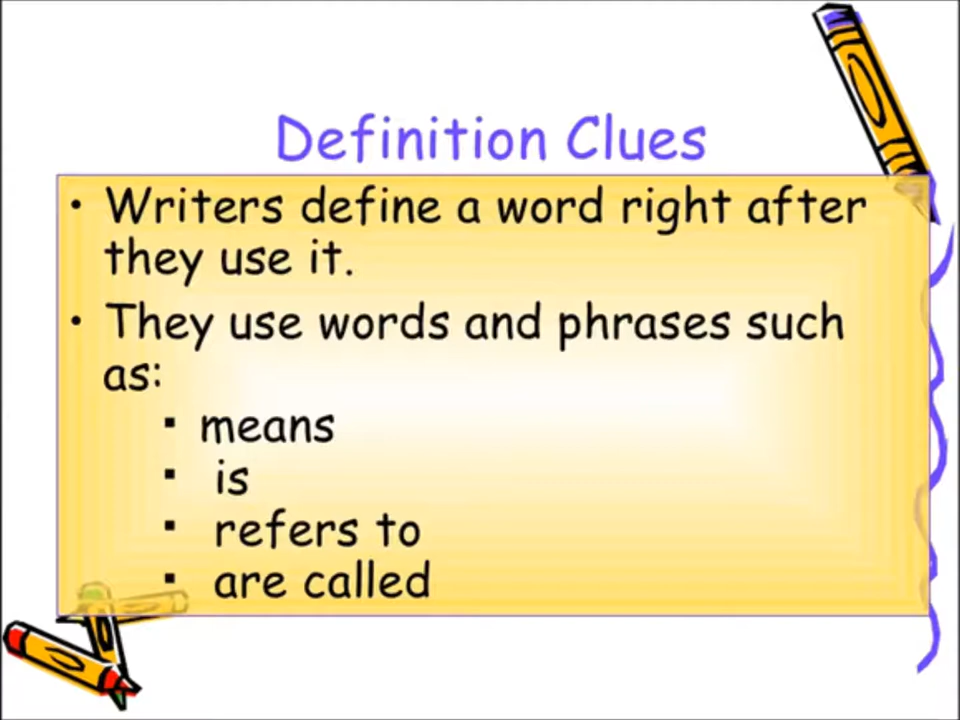 Definition Clues
• Writers define a word right after
they use it.
• They use words and phrases such
as:
▪ means
▪ is
▪ refers to
▪ are called